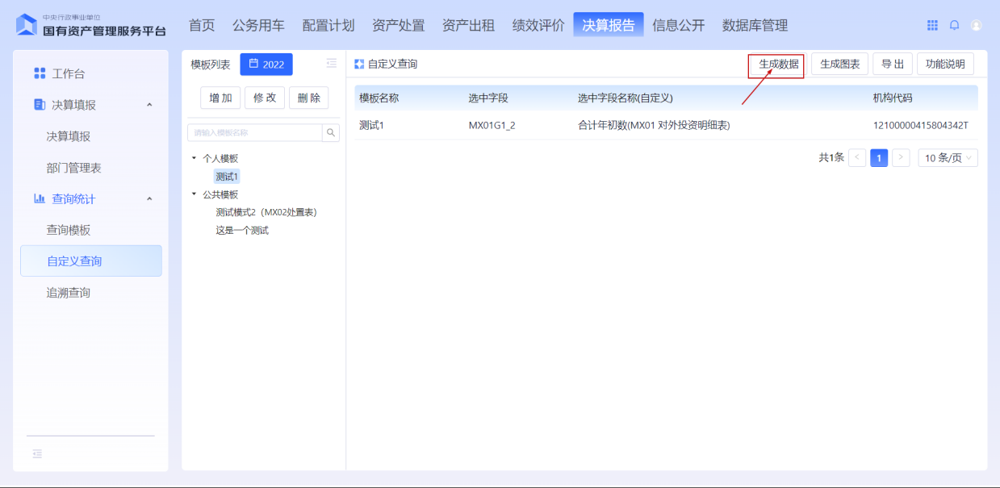 中央行政事业单位
国有资产管理服务平台
首页 公务用车 配置计划 资产处置 资产出租 绩效评价 决算报告 信息公开 数据库管理
工作台
决算填报
决算填报
部门管理表
查询统计
查询模板
自定义查询
追溯查询
模板列表 2022
增 加 修 改 删 除
请输入模板名称
个人模板
测试1
公共模板
测试模式2（MX02处置表）
这是一个测试
自定义查询 生成数据 生成图表 导 出 功能说明
模板名称 选中字段 选中字段名称(自定义) 机构代码
测试1 MX01G1_2 合计年初数(MX01 对外投资明细表) 12100000415804342T
共1条 < 1 > 10 条/页